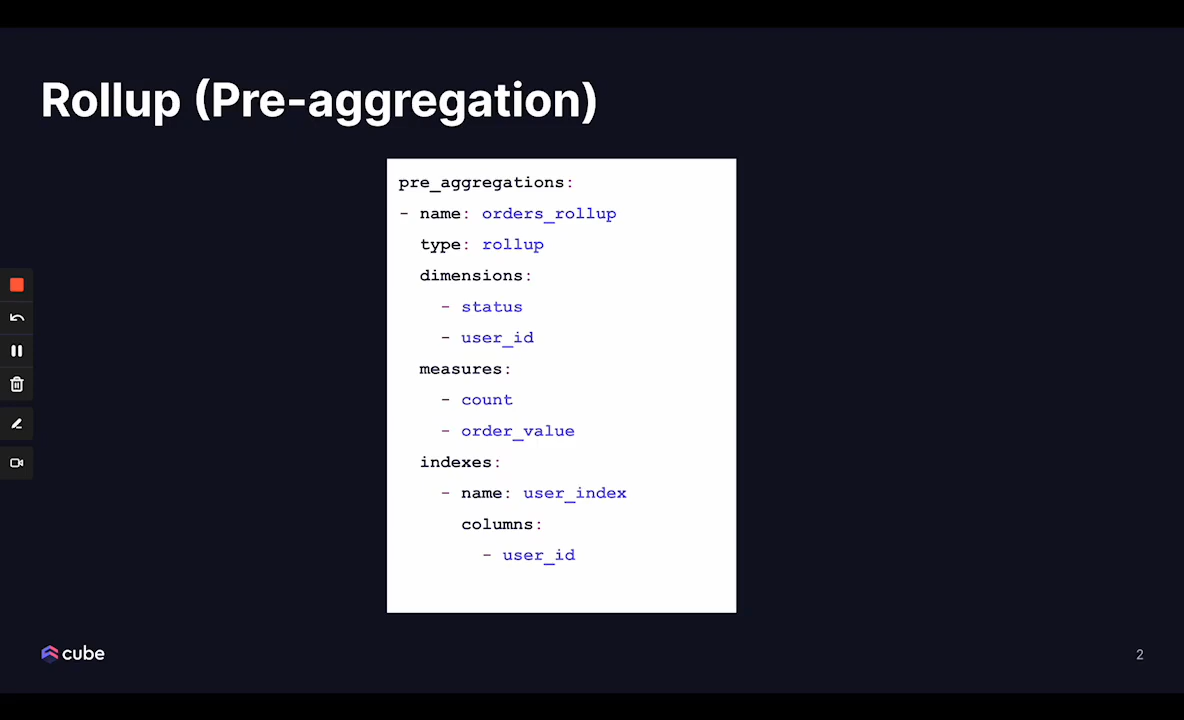 Rollup (Pre-aggregation)
pre_aggregations:
- name: orders_rollup
type: rollup
dimensions:
- status
- user_id
measures:
- count
- order_value
indexes:
- name: user_index
columns:
- user_id
cube
2